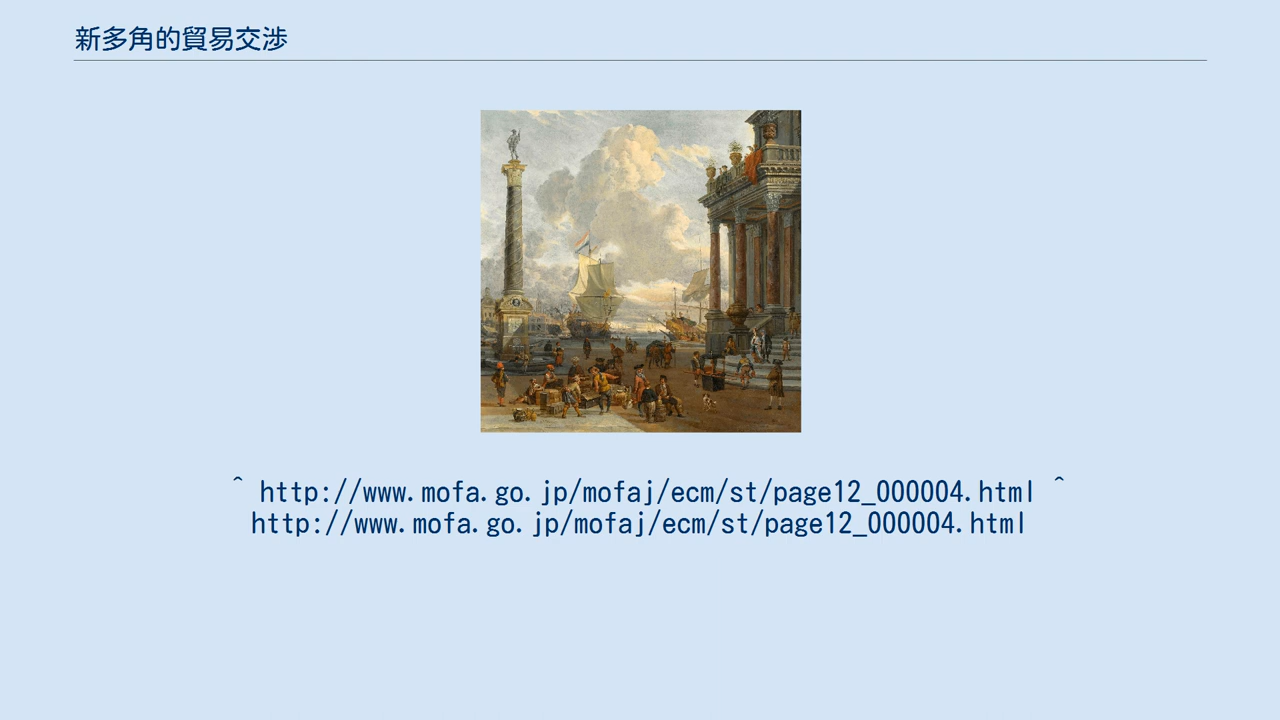 新多角的貿易交渉
^ http://www.mofa.go.jp/mofaj/ecm/st/page12_000004.html ^
http://www.mofa.go.jp/mofaj/ecm/st/page12_000004.html